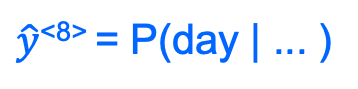 ŷ<8> = P(day | ... )